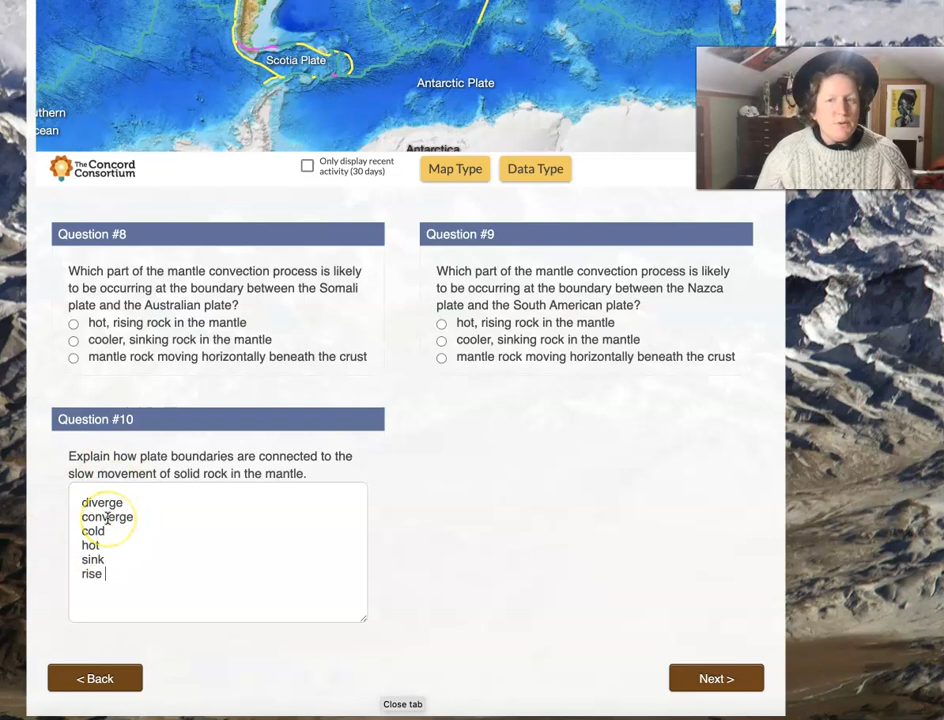 Scotia Plate
Antarctic Plate
Antarctica
The Concord
Consortium
Only display recent
activity (30 days)
Map Type
Data Type
Question #8
Which part of the mantle convection process is likely
to be occurring at the boundary between the Somali
plate and the Australian plate?
hot, rising rock in the mantle
cooler, sinking rock in the mantle
mantle rock moving horizontally beneath the crust
Question #9
Which part of the mantle convection process is likely
to be occurring at the boundary between the Nazca
plate and the South American plate?
hot, rising rock in the mantle
cooler, sinking rock in the mantle
mantle rock moving horizontally beneath the crust
Question #10
Explain how plate boundaries are connected to the
slow movement of solid rock in the mantle.
diverge
converge
cold
hot
sink
rise
< Back
Next >
Close tab